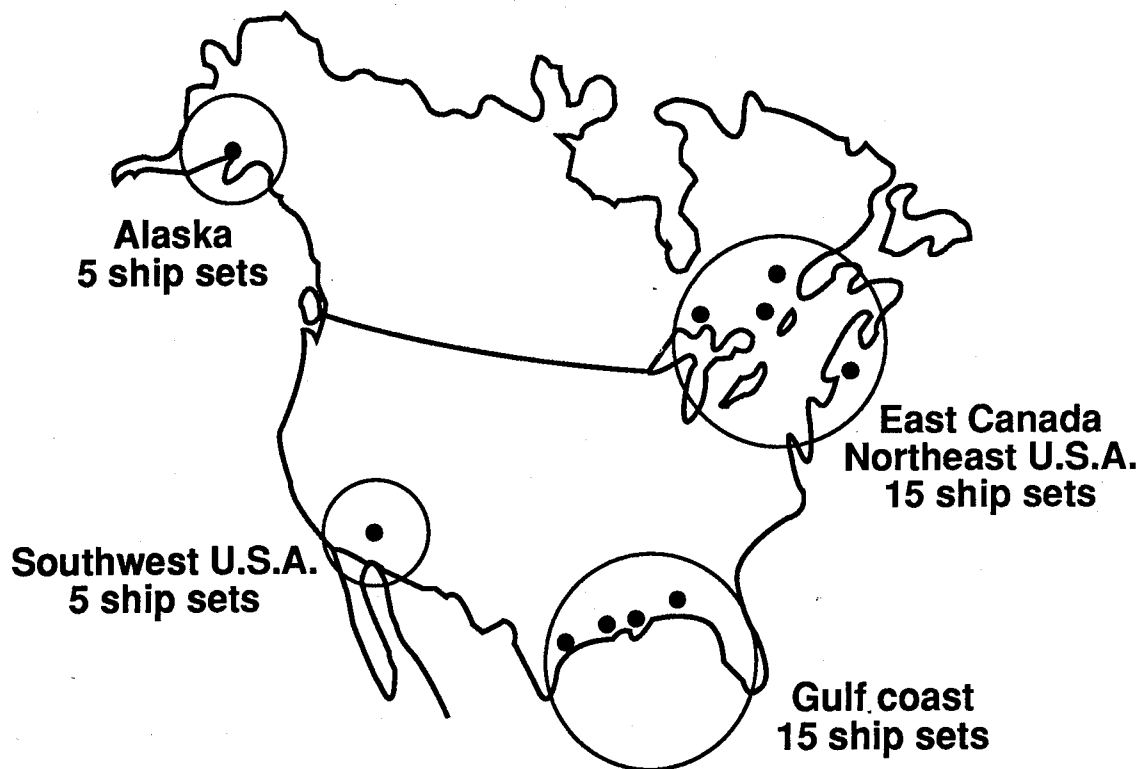 Alaska
5 ship sets
East Canada
Northeast U.S.A.
15 ship sets
Southwest U.S.A.
5 ship sets
Gulf coast
15 ship sets